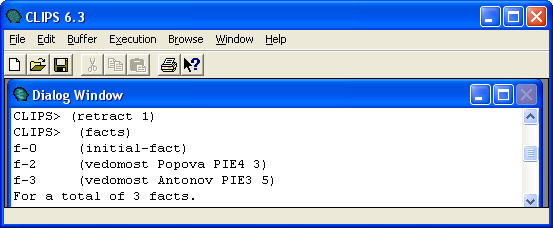 CLIPS 6.3
File Edit Buffer Execution Browse Window Help
Dialog Window
CLIPS> (retract 1)
CLIPS> (facts)
f-0 (initial-fact)
f-2 (vedomost Popova PIE4 3)
f-3 (vedomost Antonov PIE3 5)
For a total of 3 facts.